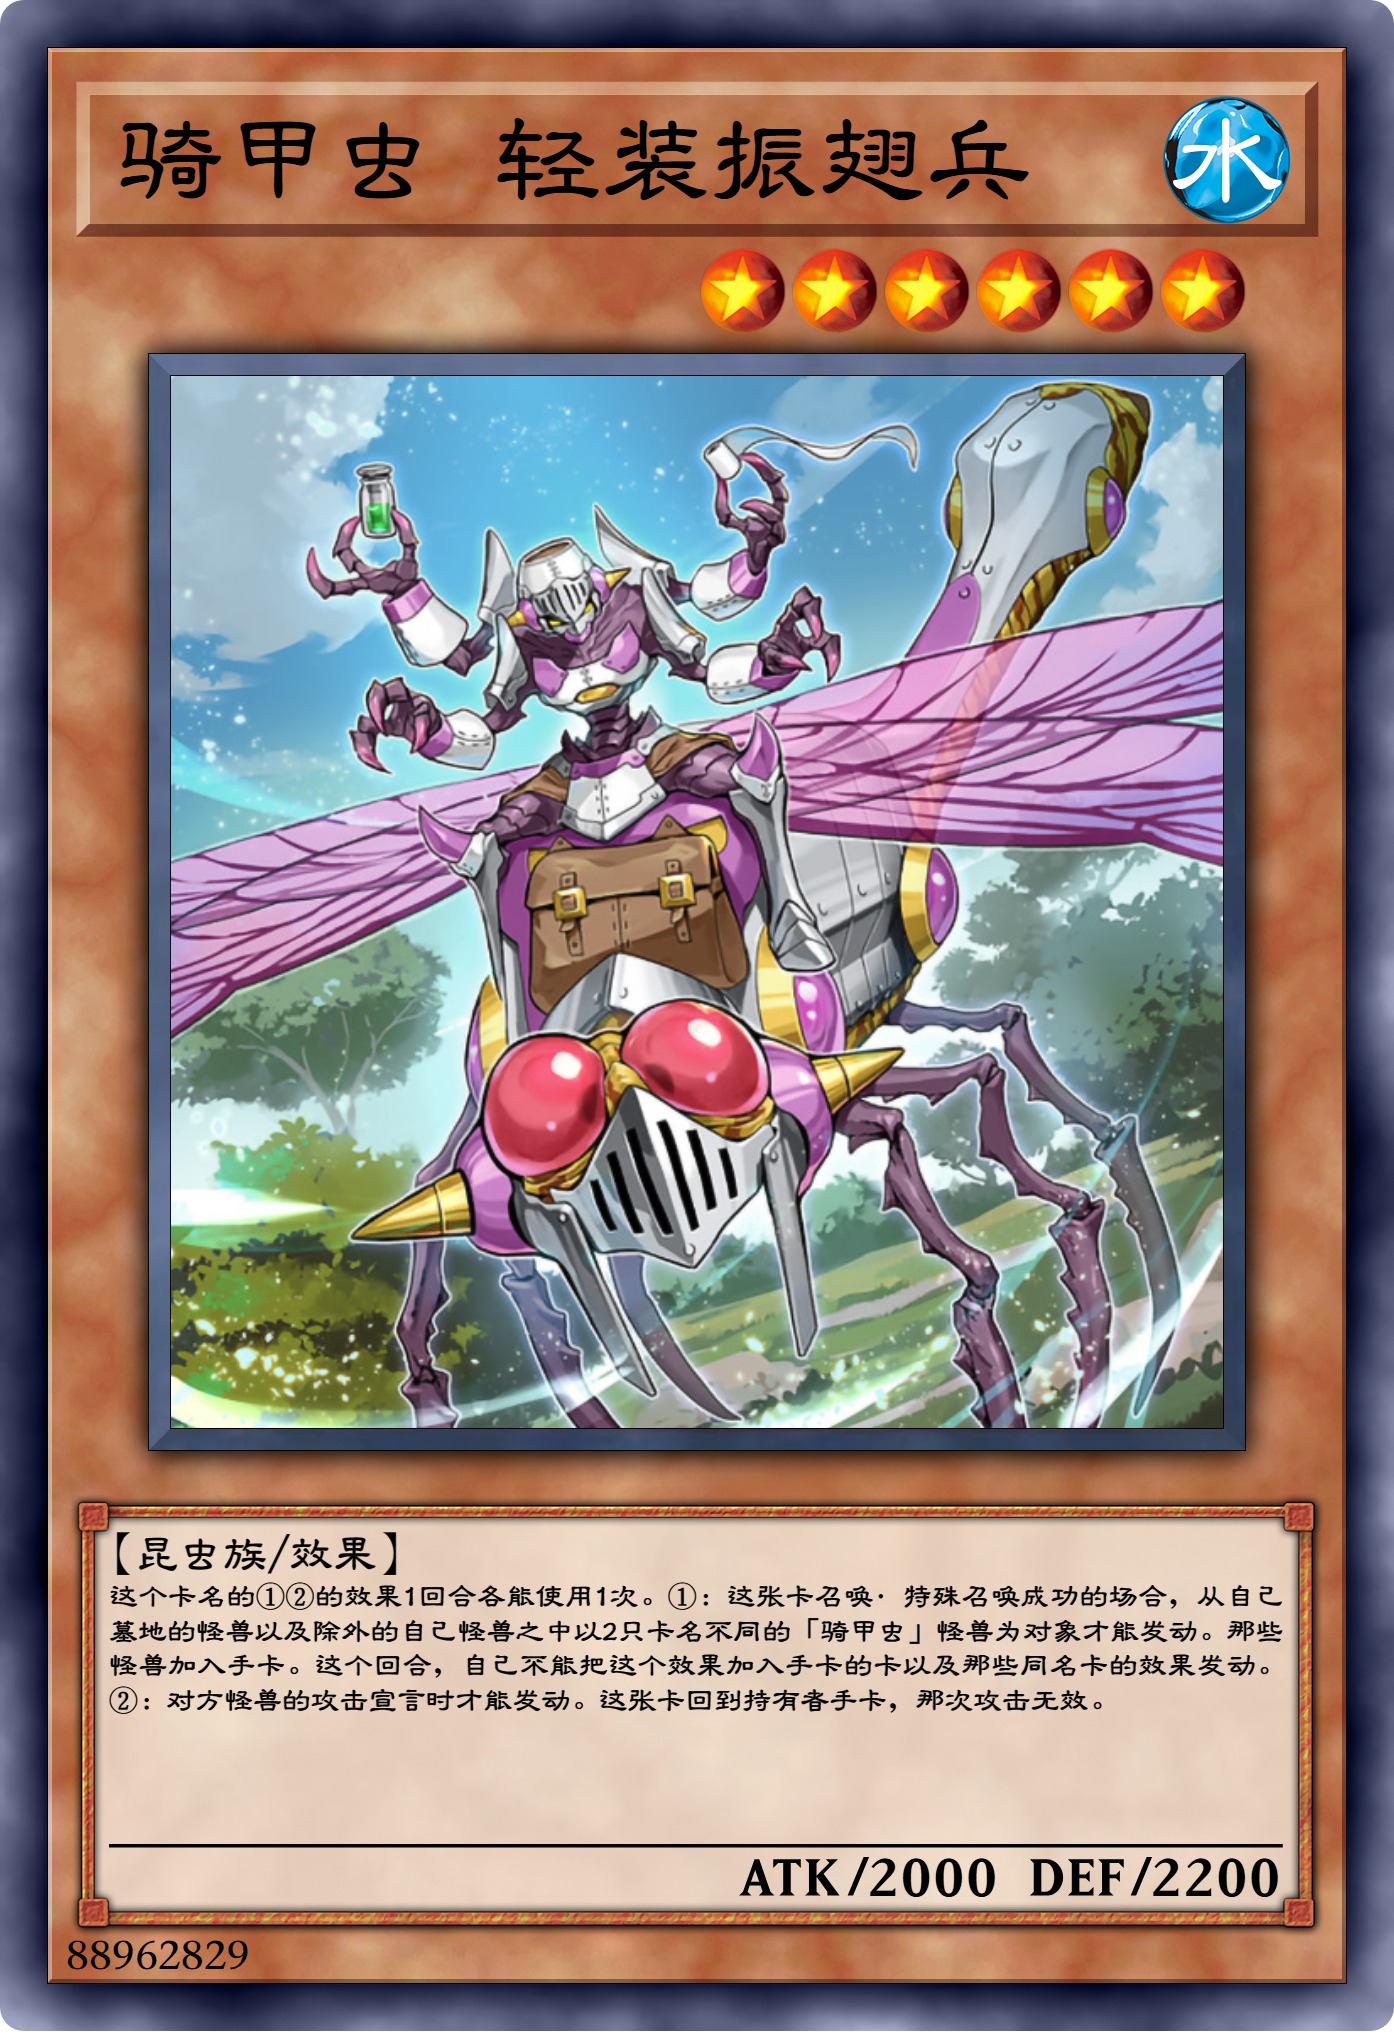 骑甲虫 轻装振翅兵
水
【昆虫族/效果】
这个卡名的①②的效果1回合各能使用1次。①：这张卡召唤·特殊召唤成功的场合，从自己
墓地的怪兽以及除外的自己怪兽之中以2只卡名不同的「骑甲虫」怪兽为对象才能发动。那些
怪兽加入手卡。这个回合，自己不能把这个效果加入手卡的卡以及那些同名卡的效果发动。
②：对方怪兽的攻击宣言时才能发动。这张卡回到持有者手卡，那次攻击无效。
ATK/2000 DEF/2200
88962829